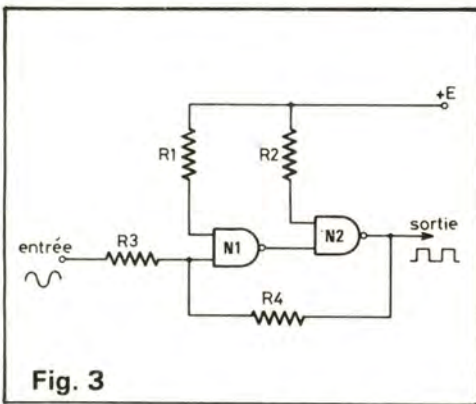 +E
R1
R2
entrée
R3
N1
N2
sortie
R4
Fig. 3